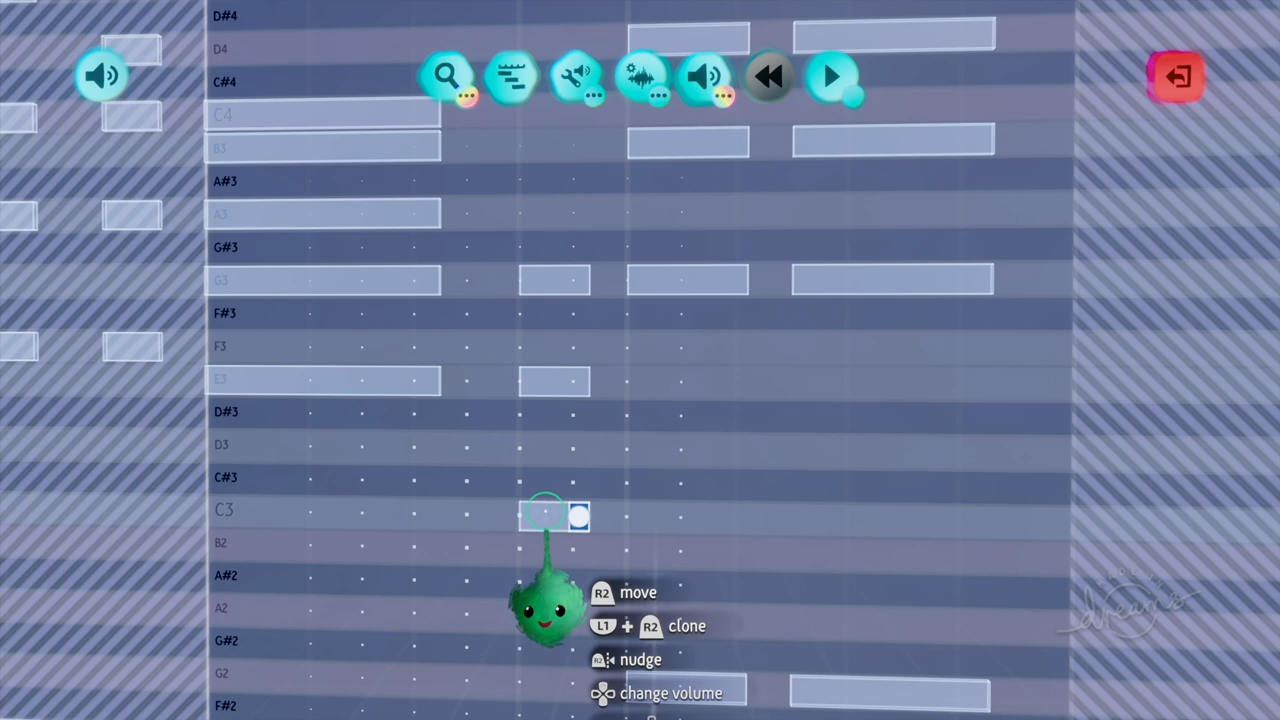 D#4
D4
C#4
C4
B3
A#3
A3
G#3
G3
F#3
F3
E3
D#3
D3
C#3
C3
B2
A#2
A2
G#2
G2
F#2
R2 move
L1 + R2 clone
R2 nudge
change volume
dreams